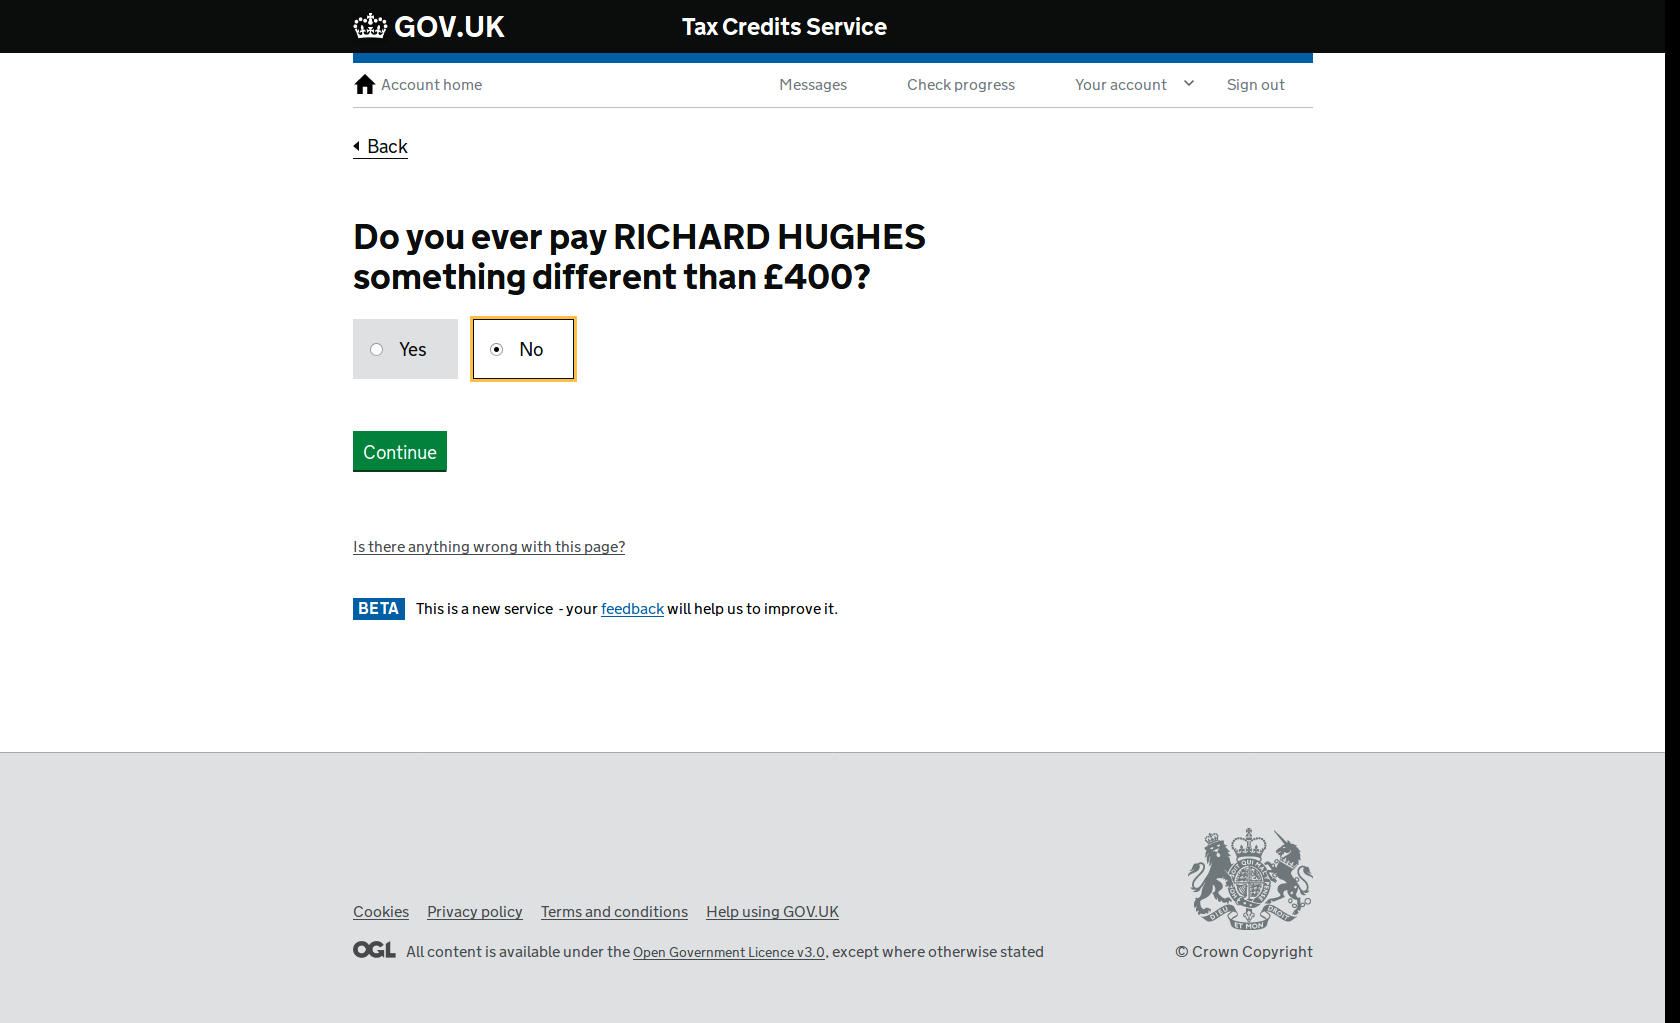 GOV.UK
Tax Credits Service
Account home
Messages
Check progress
Your account
Sign out
Back
Do you ever pay RICHARD HUGHES
something different than £400?
Yes
No
Continue
Is there anything wrong with this page?
BETA
This is a new service - your feedback will help us to improve it.
Cookies
Privacy policy
Terms and conditions
Help using GOV.UK
OGL
All content is available under the Open Government Licence v3.0, except where otherwise stated
© Crown Copyright